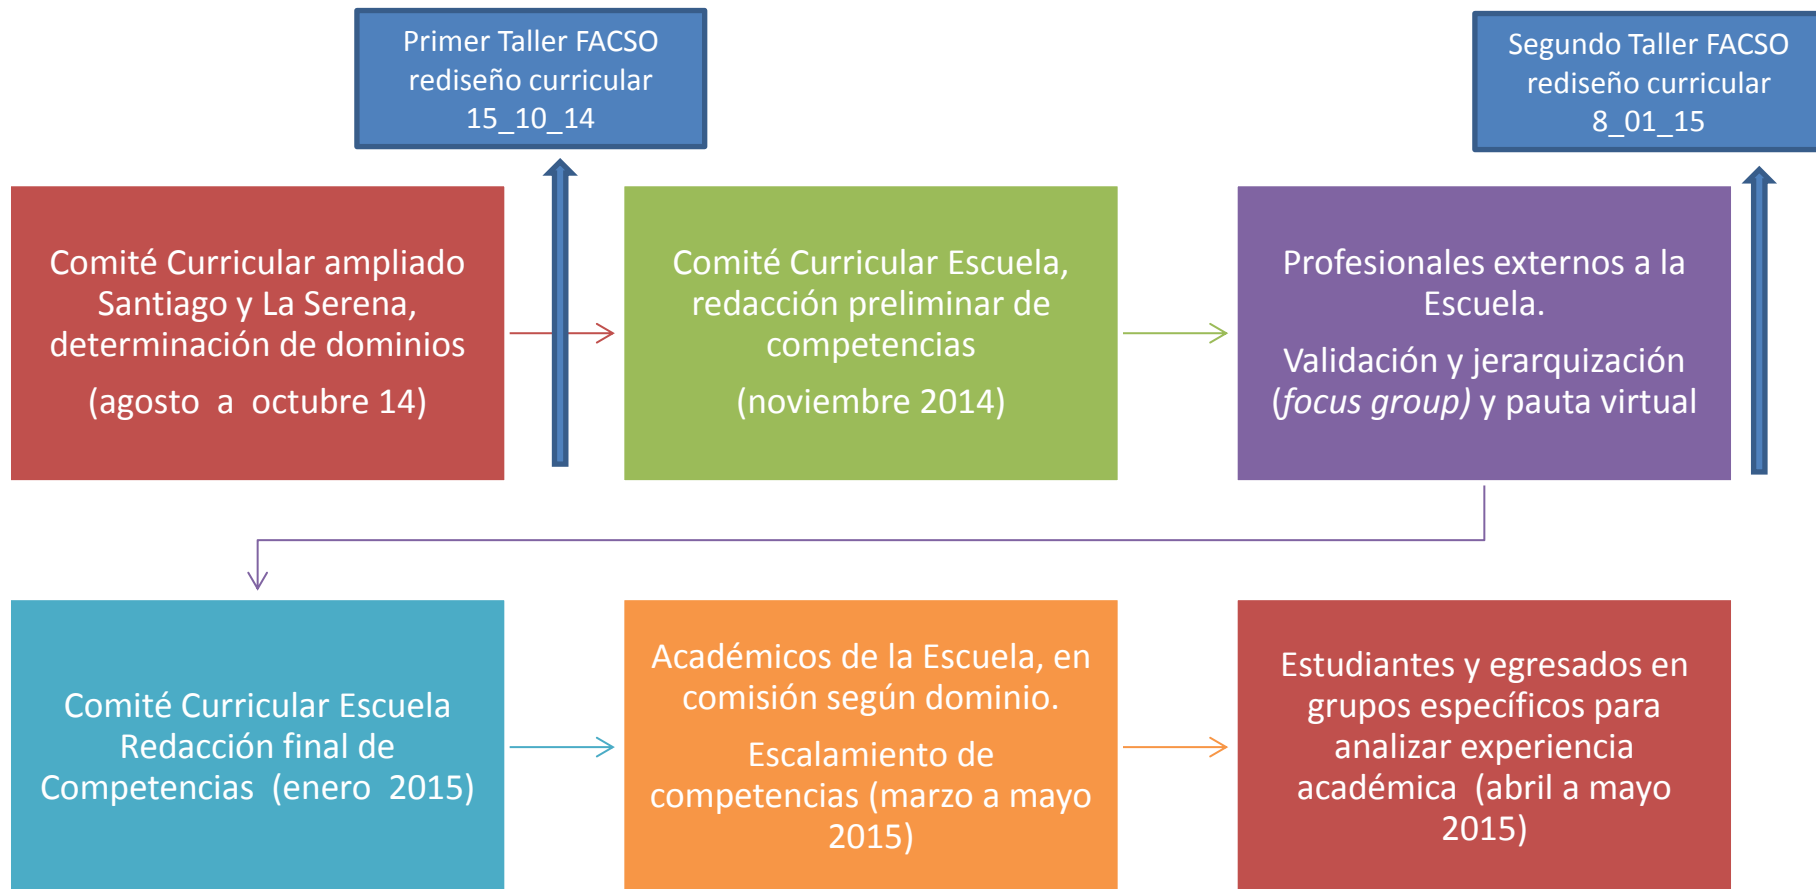 Primer Taller FACSO
rediseño curricular
15_10_14
Segundo Taller FACSO
rediseño curricular
8_01_15
Comité Curricular ampliado
Santiago y La Serena,
determinación de dominios
(agosto a octubre 14)
Comité Curricular Escuela,
redacción preliminar de
competencias
(noviembre 2014)
Profesionales externos a la
Escuela.
Validación y jerarquización
(focus group) y pauta virtual
Comité Curricular Escuela
Redacción final de
Competencias (enero 2015)
Académicos de la Escuela, en
comisión según dominio.
Escalamiento de
competencias (marzo a mayo
2015)
Estudiantes y egresados en
grupos específicos para
analizar experiencia
académica (abril a mayo
2015)